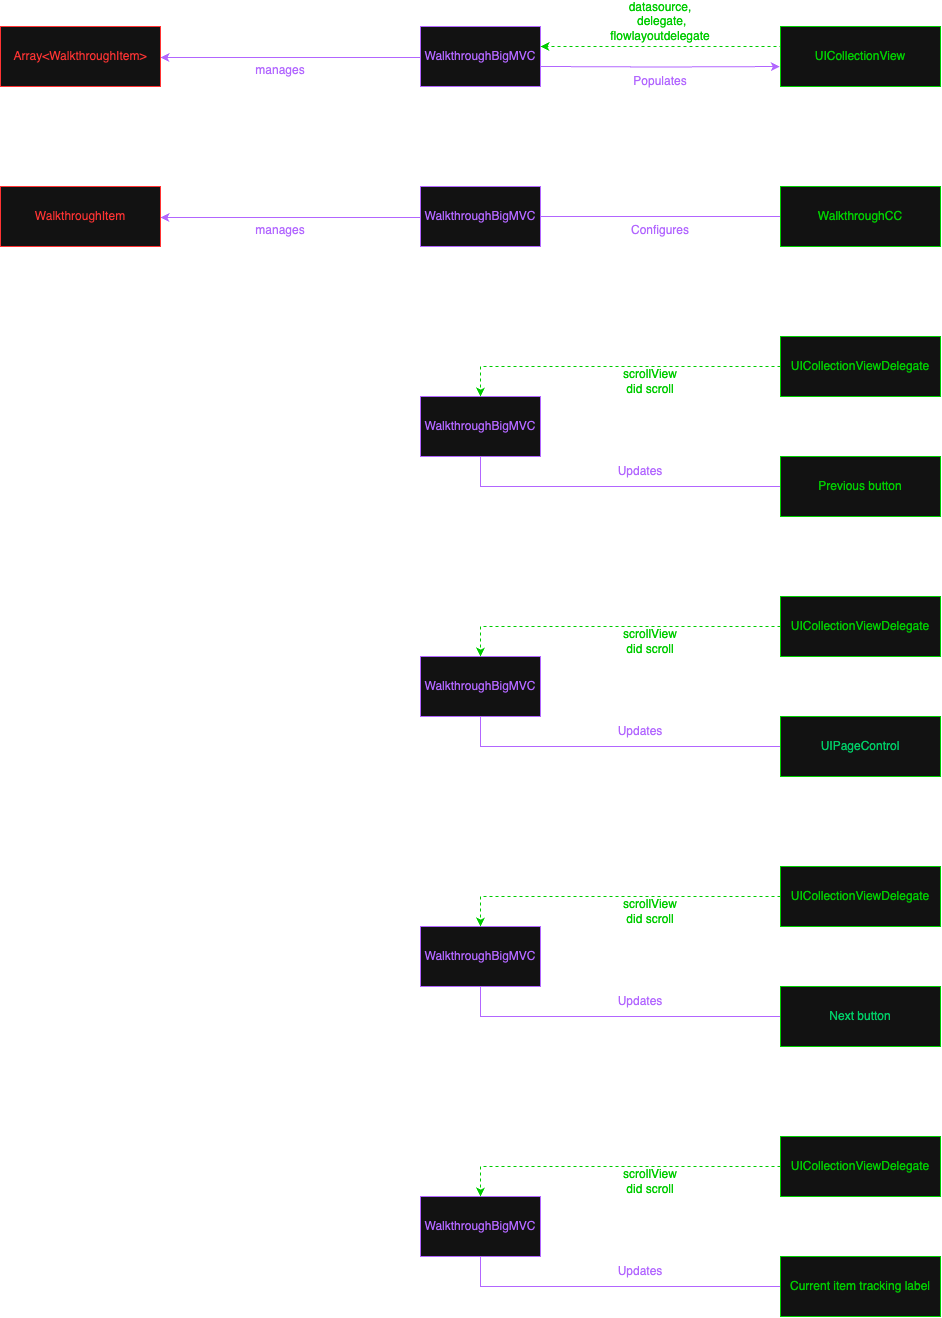 datasource,
delegate,
flowlayoutdelegate
Array<WalkthroughItem>
manages
WalkthroughBigMVC
Populates
UICollectionView
WalkthroughItem
manages
WalkthroughBigMVC
Configures
WalkthroughCC
UICollectionViewDelegate
scrollView
did scroll
WalkthroughBigMVC
Updates
Previous button
UICollectionViewDelegate
scrollView
did scroll
WalkthroughBigMVC
Updates
UIPageControl
UICollectionViewDelegate
scrollView
did scroll
WalkthroughBigMVC
Updates
Next button
UICollectionViewDelegate
scrollView
did scroll
WalkthroughBigMVC
Updates
Current item tracking label